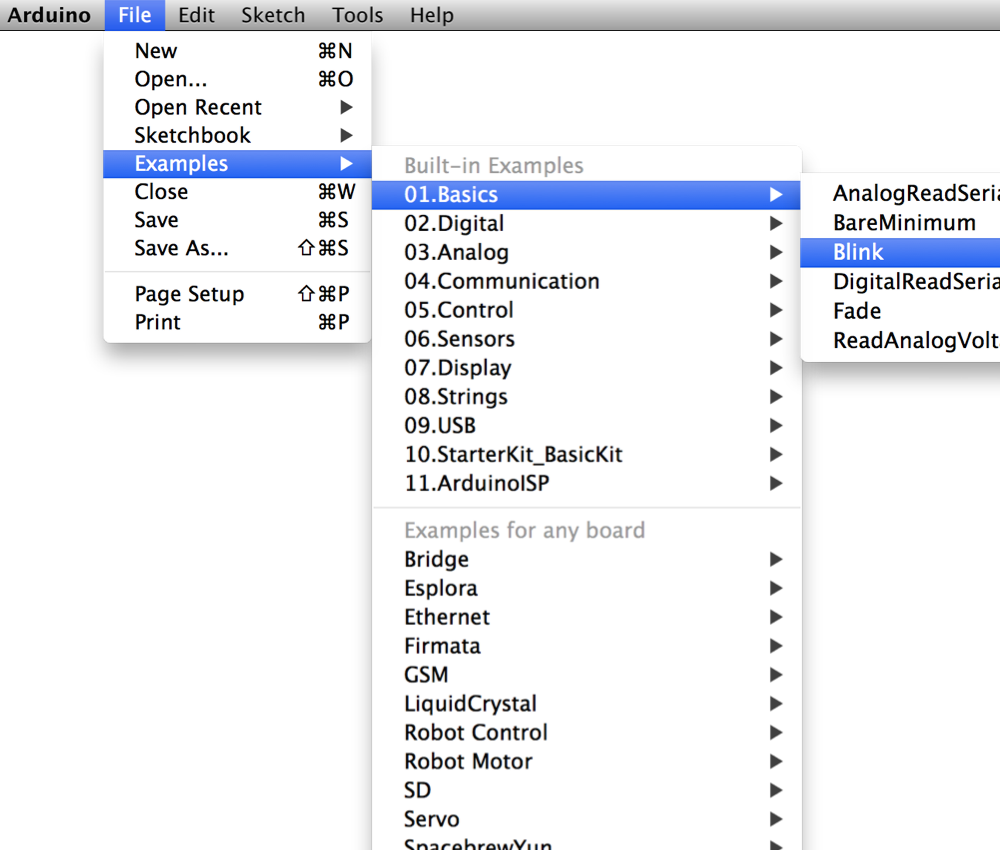 Arduino File Edit Sketch Tools Help
New ⌘N
Open... ⌘O
Open Recent
Sketchbook
Examples
Close ⌘W
Save ⌘S
Save As... ⇧⌘S
Page Setup ⇧⌘P
Print ⌘P
Built-in Examples
01.Basics
02.Digital
03.Analog
04.Communication
05.Control
06.Sensors
07.Display
08.Strings
09.USB
10.StarterKit_BasicKit
11.ArduinoISP
Examples for any board
Bridge
Esplora
Ethernet
Firmata
GSM
LiquidCrystal
Robot Control
Robot Motor
SD
Servo
SpacebrewYun
AnalogReadSeria
BareMinimum
Blink
DigitalReadSeria
Fade
ReadAnalogVolt